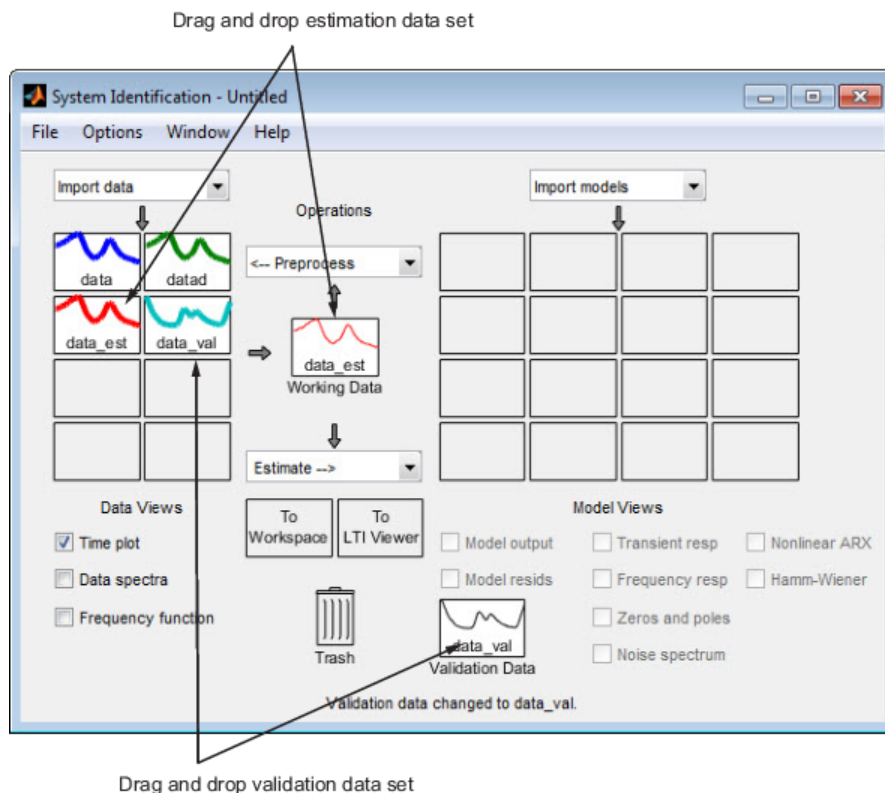 Drag and drop estimation data set
System Identification - Untitled
File Options Window Help
Import data
Import models
Operations
data
datad
<-- Preprocess
data_est
data_val
data_est
Working Data
Estimate -->
Data Views
Time plot
Data spectra
Frequency function
To
Workspace
To
LTI Viewer
Trash
Model Views
Model output
Transient resp
Nonlinear ARX
Model resids
Frequency resp
Hamm-Wiener
Zeros and poles
Noise spectrum
data_val
Validation Data
Validation data changed to data_val.
Drag and drop validation data set